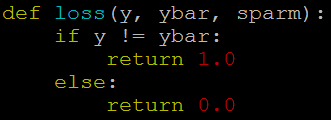 def loss(y, ybar, sparm):
    if y != ybar:
        return 1.0
    else:
        return 0.0